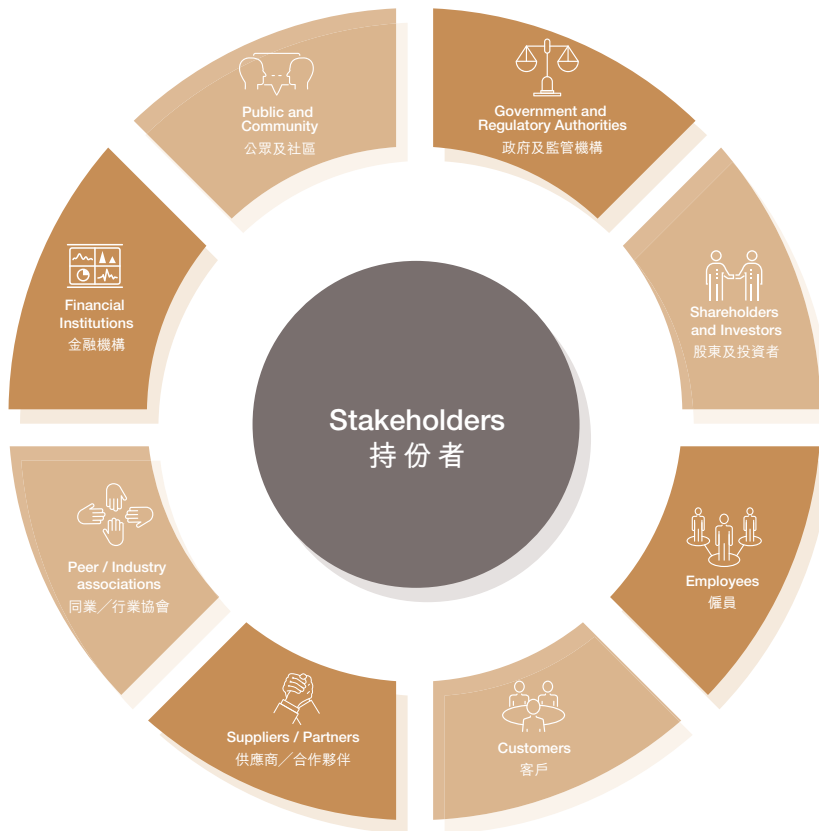 Public and
Community
公眾及社區
Government and
Regulatory Authorities
政府及監管機構
Financial
Institutions
金融機構
Shareholders
and Investors
股東及投資者
Stakeholders
持份者
Peer / Industry
associations
同業／行業協會
Employees
僱員
Suppliers / Partners
供應商／合作夥伴
Customers
客戶